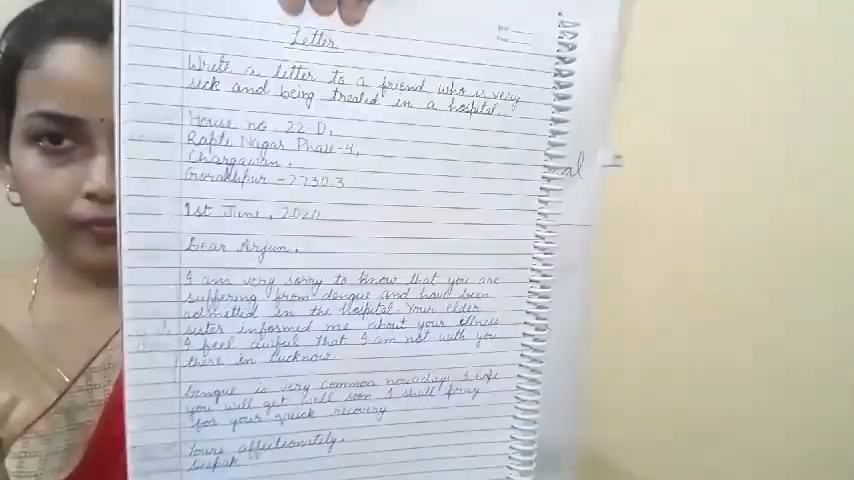 Letter
Write a letter to a friend who is very
sick and being treated in a hospital.
House no 22-D,
Rapti Nagar Phase-4,
Chargawan.
Gorakhpur - 273013
1st June, 2020
Dear Arjun.
I am very sorry to know that you are
suffering from dengue and have been
admitted in the hospital. Your elder
sister informed me about your illness
I feel awful that I am not with you
there in Lucknow.
Dengue is very common nowadays I hope
you will get well soon I shall pray
for your quick recovery
Yours affectionately.
Deepak